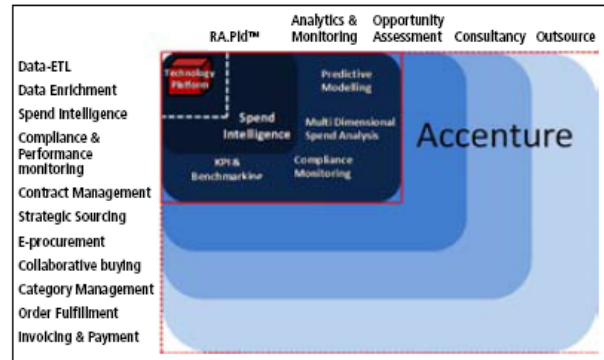 Analytics & Opportunity
RA.Pid™ Monitoring Assessment Consultancy Outsource
Data-ETL
Data Enrichment
Spend Intelligence
Compliance &
Performance
monitoring
Contract Management
Strategic Sourcing
E-procurement
Collaborative buying
Category Management
Order Fulfillment
Invoicing & Payment
Technology
Platform
Spend
Intelligence
Predictive
Modelling
Multi Dimensional
Spend Analysis
KPI &
Benchmarking
Compliance
Monitoring
Accenture